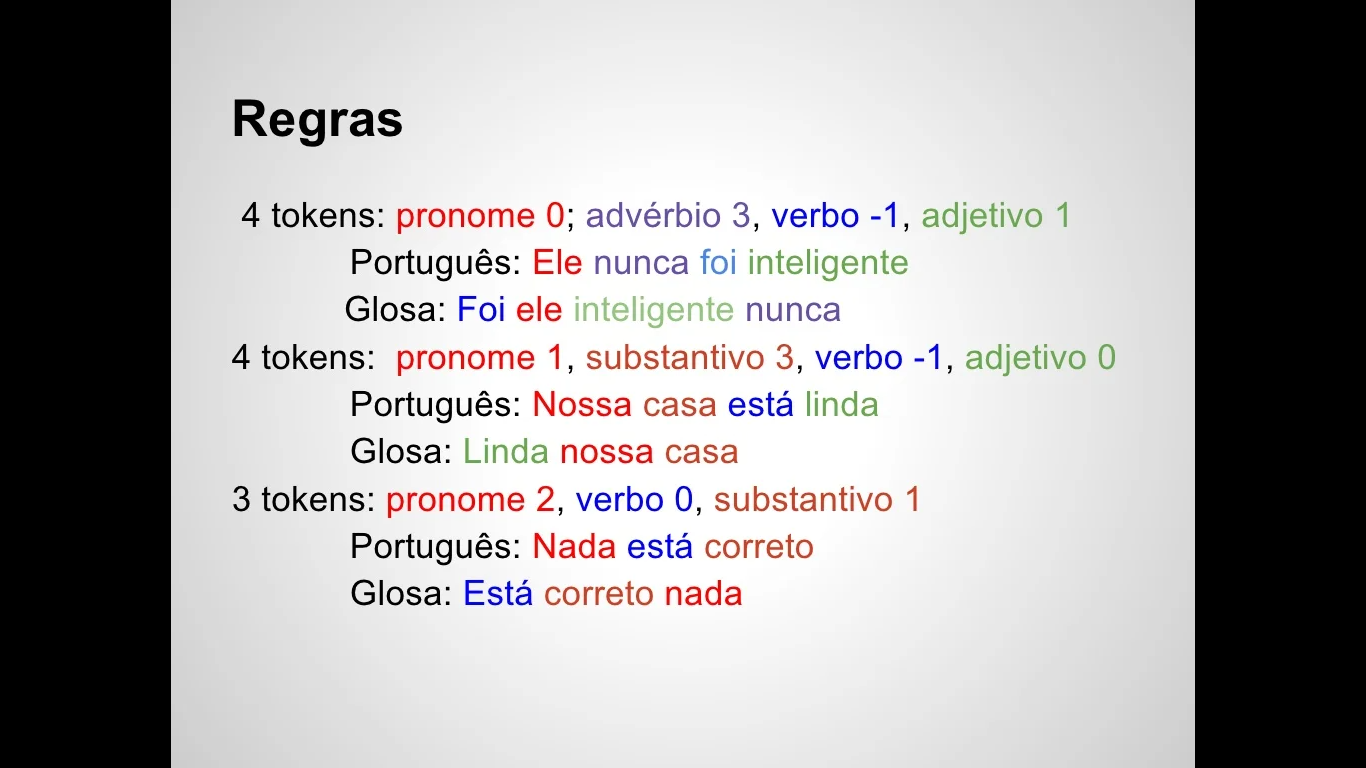 Regras
4 tokens: pronome 0; advérbio 3, verbo -1, adjetivo 1
Português: Ele nunca foi inteligente
Glosa: Foi ele inteligente nunca
4 tokens: pronome 1, substantivo 3, verbo -1, adjetivo 0
Português: Nossa casa está linda
Glosa: Linda nossa casa
3 tokens: pronome 2, verbo 0, substantivo 1
Português: Nada está correto
Glosa: Está correto nada